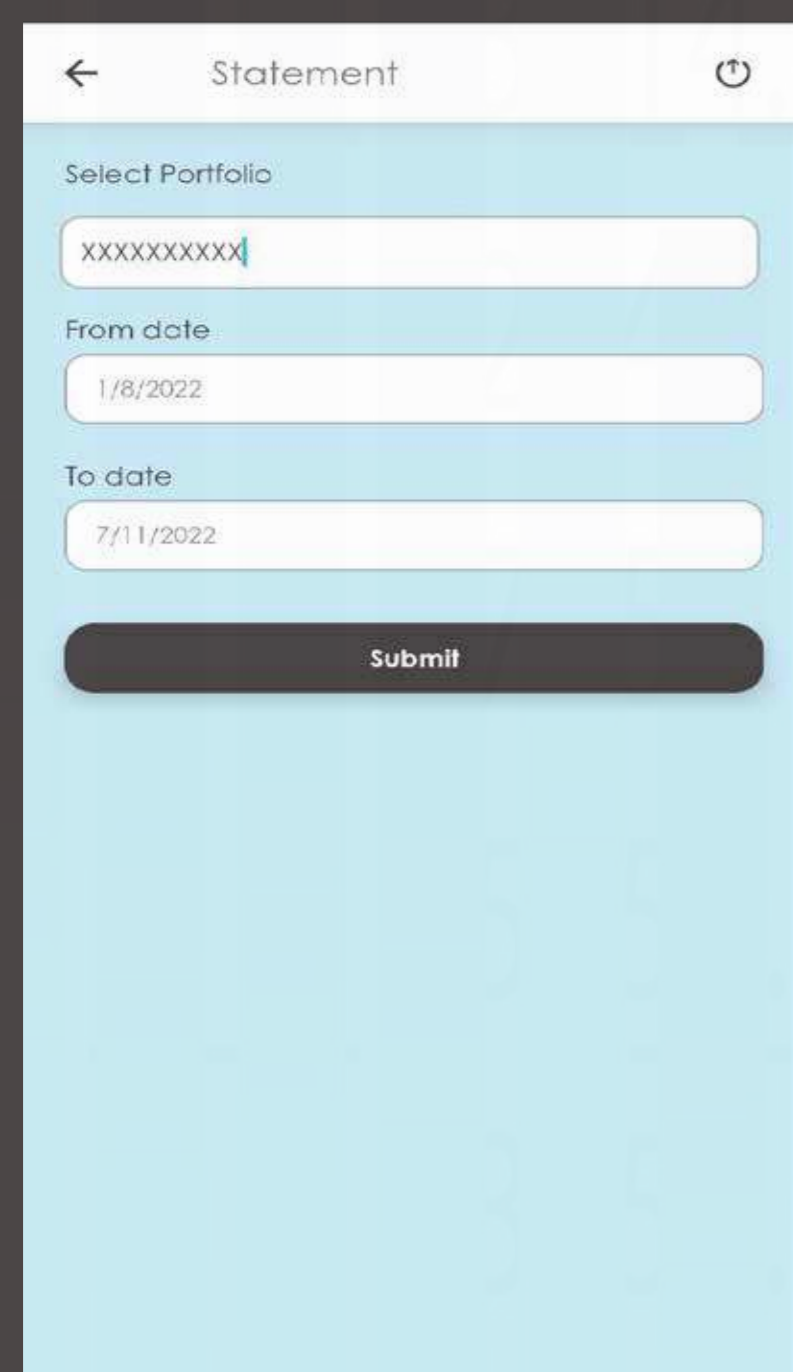 Statement
Select Portfolio
XXXXXXXXXX
From date
1/8/2022
To date
7/11/2022
Submit